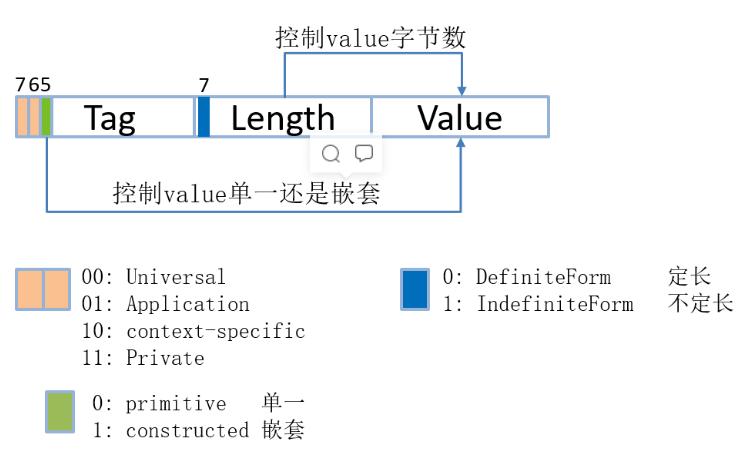 控制value字节数
765
7
Tag
Length
Value
控制value单一还是嵌套
00: Universal
01: Application
10: context-specific
11: Private
0: DefiniteForm 定长
1: IndefiniteForm 不定长
0: primitive 单一
1: constructed 嵌套